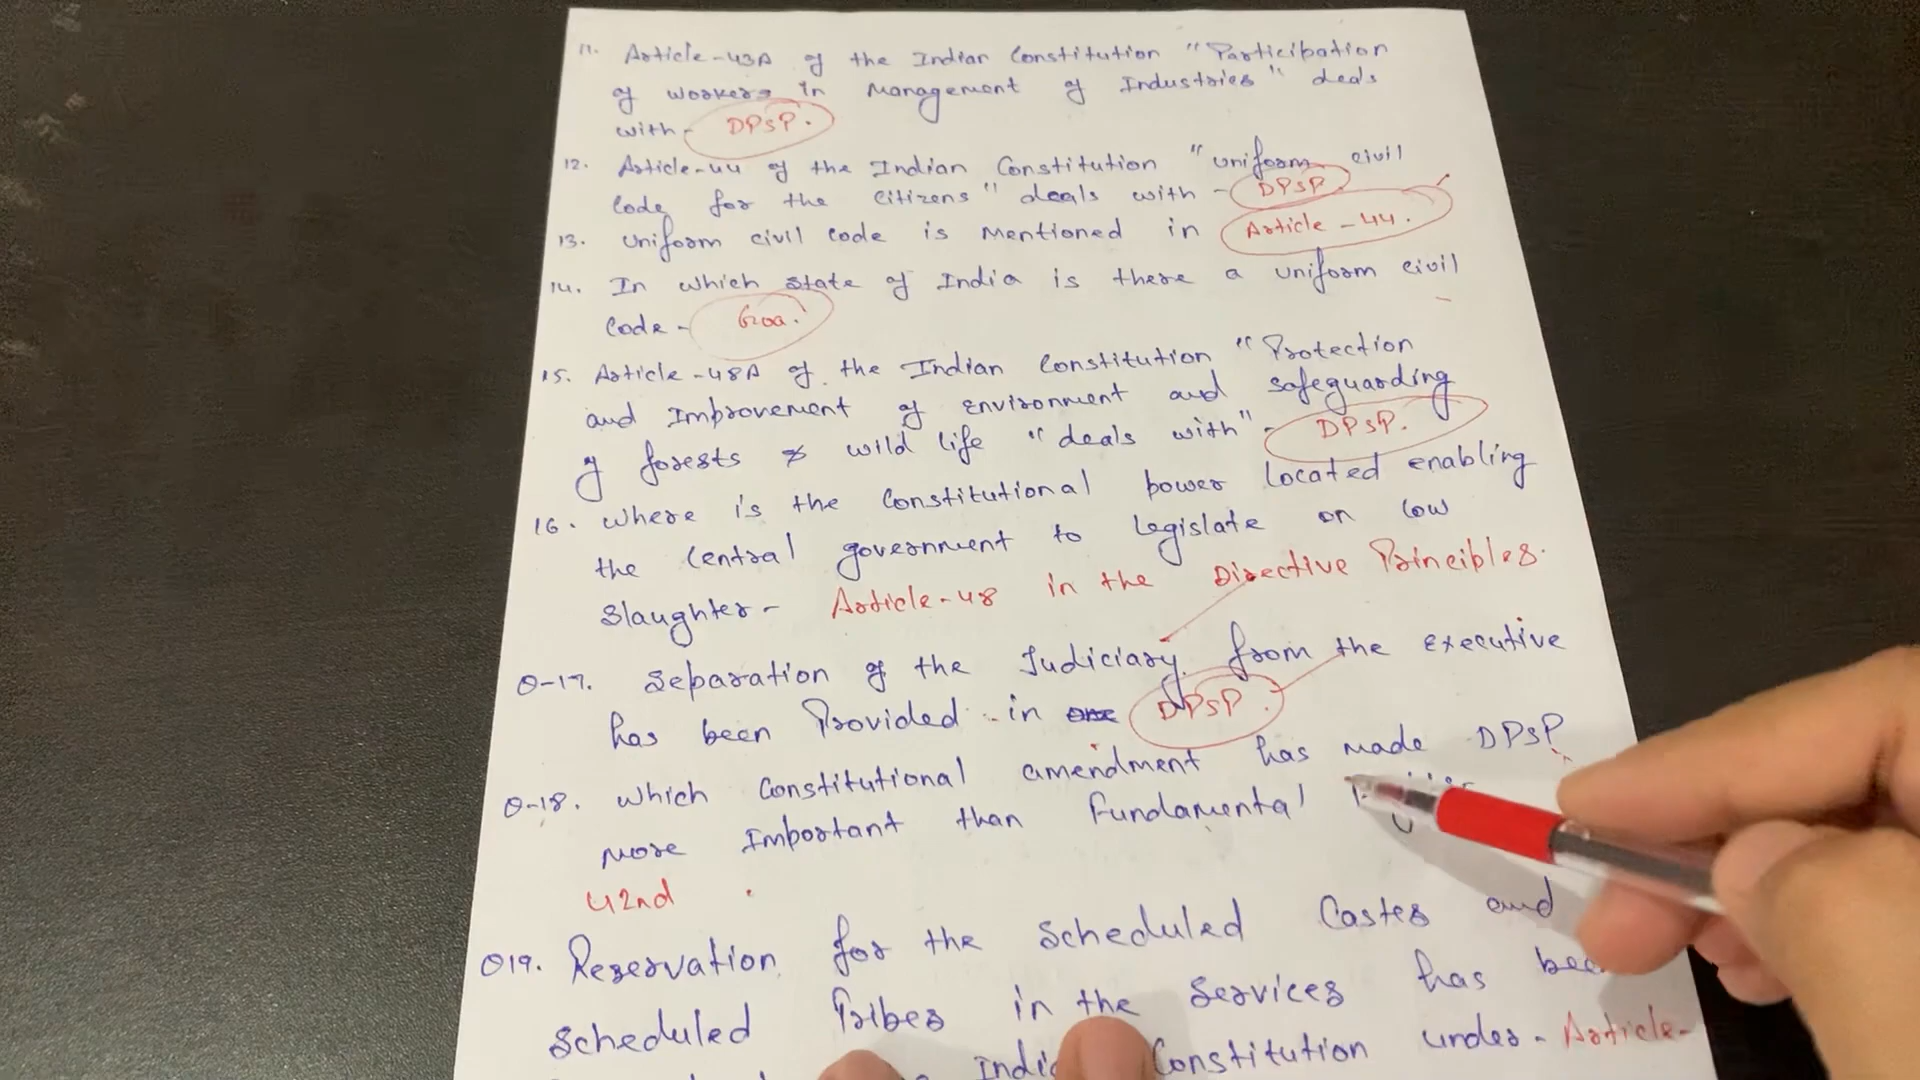 11. Article-43A of the Indian Constitution "Participation
of workers in Management of Industries" deals
with- DPSP.
12. Article-44 of the Indian Constitution "uniform civil
Code for the citizens" deals with - DPSP
13. uniform civil code is mentioned in Article-44.
14. In which state of India is there a uniform civil
Code - Goa.
15. Article-48A of the Indian Constitution "Protection
and Improvement of environment and safeguarding
of forests & wild life "deals with"- DPSP.
16. Where is the Constitutional power located enabling
the Central government to legislate on Cow
Slaughter- Article-48 in the Directive Principles.
Q-17. Separation of the Judiciary from the executive
has been Provided in DPSP.
Q-18. Which Constitutional amendment has made DPSP
more Important than Fundamental
42nd
Q19. Reservation for the Scheduled Castes and
Scheduled Tribes in the Services has
Constitution under - Article-